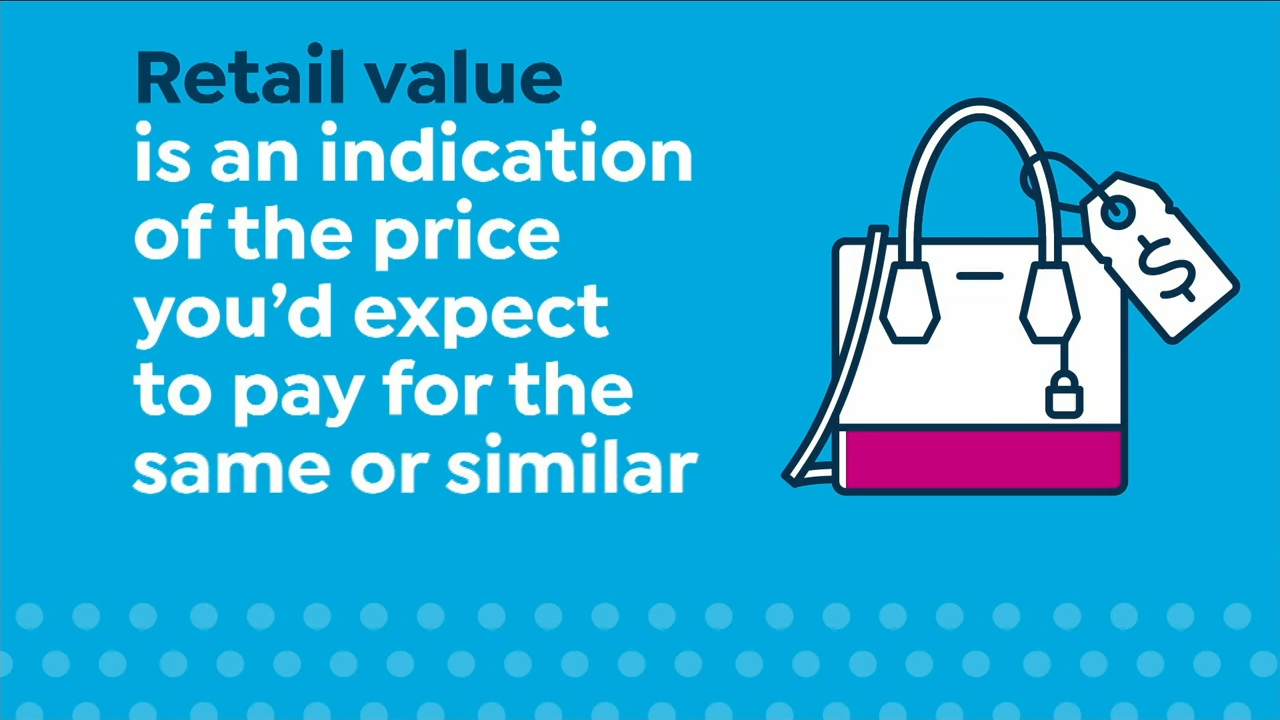 Retail value
is an indication
of the price
you’d expect
to pay for the
same or similar
$